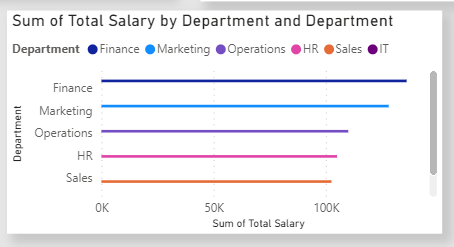 Sum of Total Salary by Department and Department
Department Finance Marketing Operations HR Sales IT
Finance
Marketing
Operations
HR
Sales
Department
0K 50K 100K
Sum of Total Salary